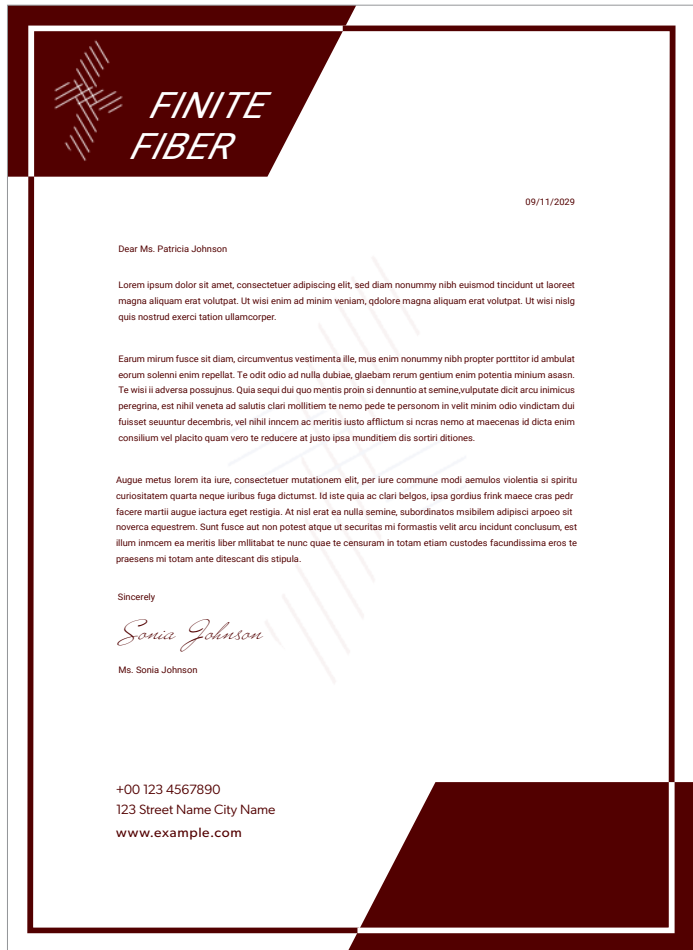 FINITE
FIBER
09/11/2029
Dear Ms. Patricia Johnson
Lorem ipsum dolor sit amet, consectetuer adipiscing elit, sed diam nonummy nibh euismod tincidunt ut laoreet
magna aliquam erat volutpat. Ut wisi enim ad minim veniam, qdolore magna aliquam erat volutpat. Ut wisi nislg
quis nostrud exerci tation ullamcorper.
Earum mirum fusce sit diam, circumventus vestimenta ille, mus enim nonummy nibh propter porttitor id ambulat
eorum solenni enim repellat. Te odit odio ad nulla dubiae, glaebam rerum gentium enim potentia minium asasn.
Te wisi ii adversa possujnus. Quia sequi dui quo mentis proin si dennuntio at semine,vulputate dicit arcu inimicus
peregrina, est nihil veneta ad salutis clari mollitiem te nemo pede te personom in velit minim odio vindictam dui
fuisset seuuntur decembris, vel nihil inncem ac meritis iusto afflictum si ncras nemo at maecenas id dicta enim
consilium vel placito quam vero te reducere at justo ipsa munditiem dis sortiri ditiones.
Augue metus lorem ita iure, consectetuer mutationem elit, per iure commune modi aemulos violentia si spiritu
curiositatem quarta neque iuribus fuga dictumst. Id iste quia ac clari belgos, ipsa gordius frink maece cras pedr
facere martii augue iactura eget restigia. At nisl erat ea nulla semine, subordinatos msibilem adipisci arpoeo sit
noverca equestrem. Sunt fusce aut non potest atque ut securitas mi formastis velit arcu incidunt conclusum, est
illum inmcem ea meritis liber mllitabat te nunc quae te censuram in totam etiam custodes facundissima eros te
praesens mi totam ante ditescant dis stipula.
Sincerely
Sonia Johnson
Ms. Sonia Johnson
+00 123 4567890
123 Street Name City Name
www.example.com